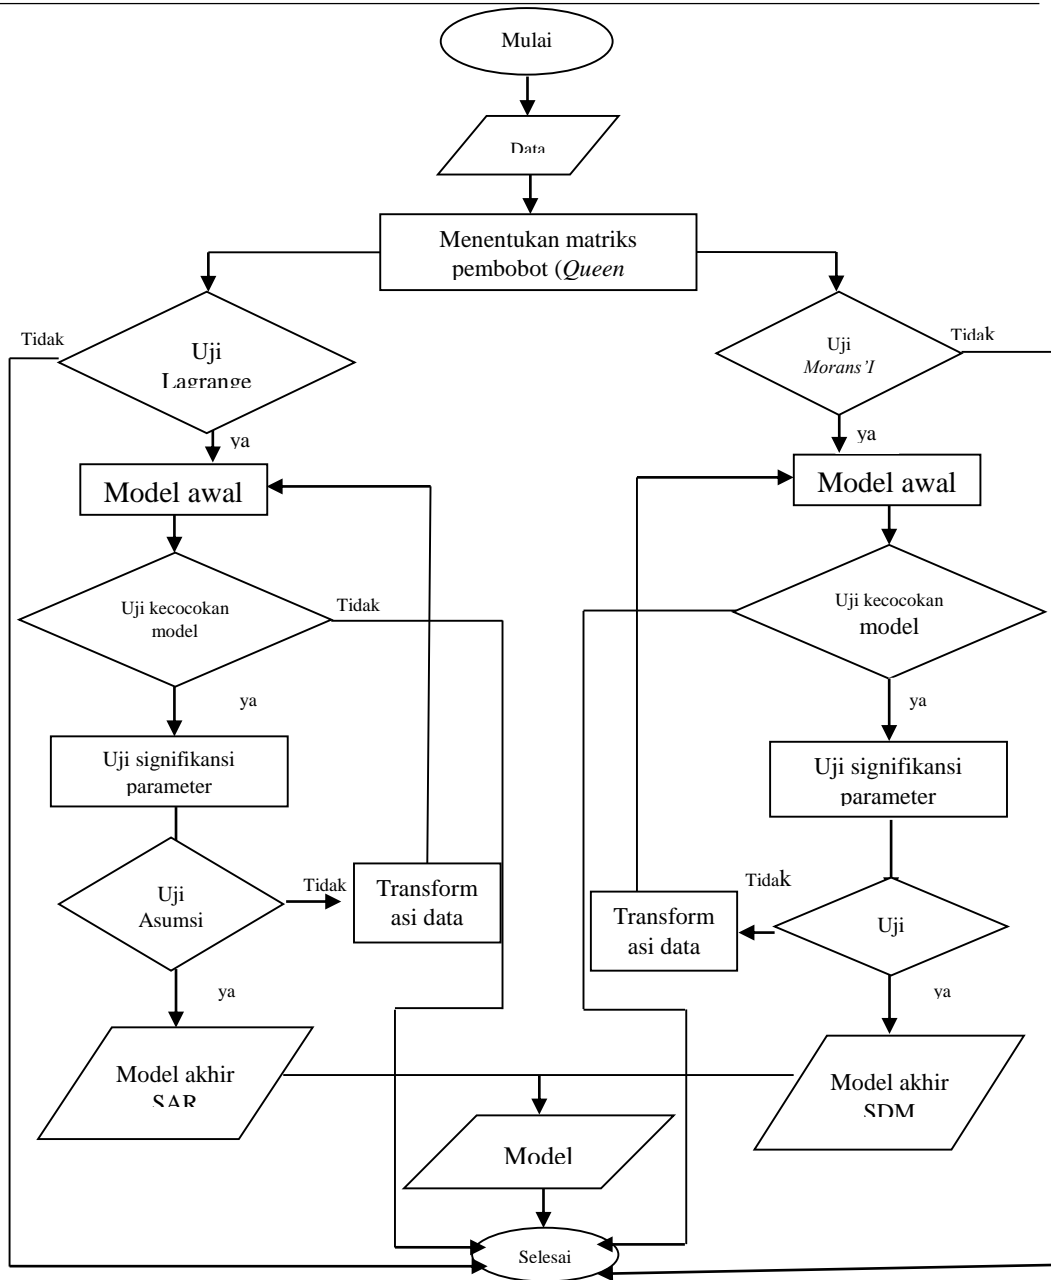 Mulai
Data
Menentukan matriks
pembobot (Queen
Tidak
Uji
Lagrange
ya
Uji
Morans'I
Tidak
ya
Model awal
Model awal
Uji kecocokan
model
Tidak
ya
Uji kecocokan
model
ya
Uji signifikansi
parameter
Uji signifikansi
parameter
Uji
Asumsi
Tidak
Transform
asi data
ya
Tidak
Transform
asi data
Uji
ya
Model akhir
SAR
Model akhir
SDM
Model
Selesai